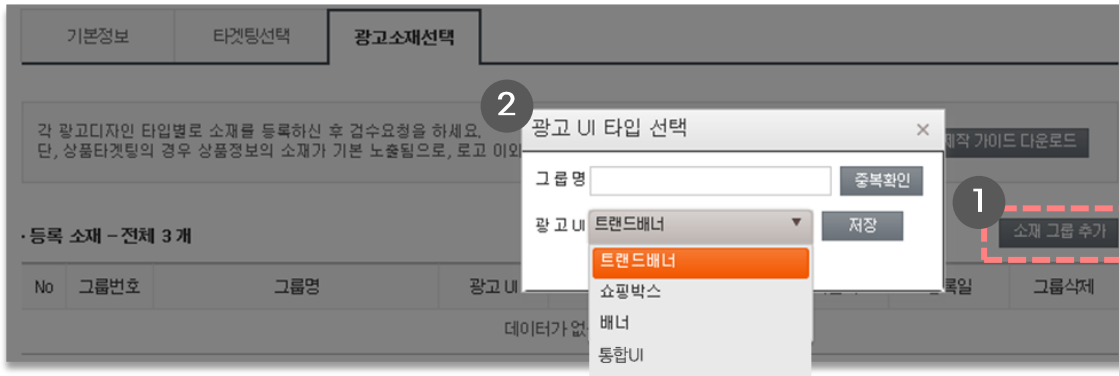 기본정보 타겟팅선택 광고소재선택
각 광고디자인 타입별로 소재를 등록하신 후 검수요청을 하세요.
단, 상품타겟팅의 경우 상품정보의 소재가 기본 노출됨으로, 로고 이외
제작 가이드 다운로드
2
광고 UI 타입 선택 ×
그룹명 중복확인
광고 UI 트랜드배너 ▼ 저장
트랜드배너
쇼핑박스
배너
통합UI
1
소재 그룹 추가
· 등록 소재 – 전체 3 개
No 그룹번호 그룹명 광고 UI 그룹삭제
데이터가 없